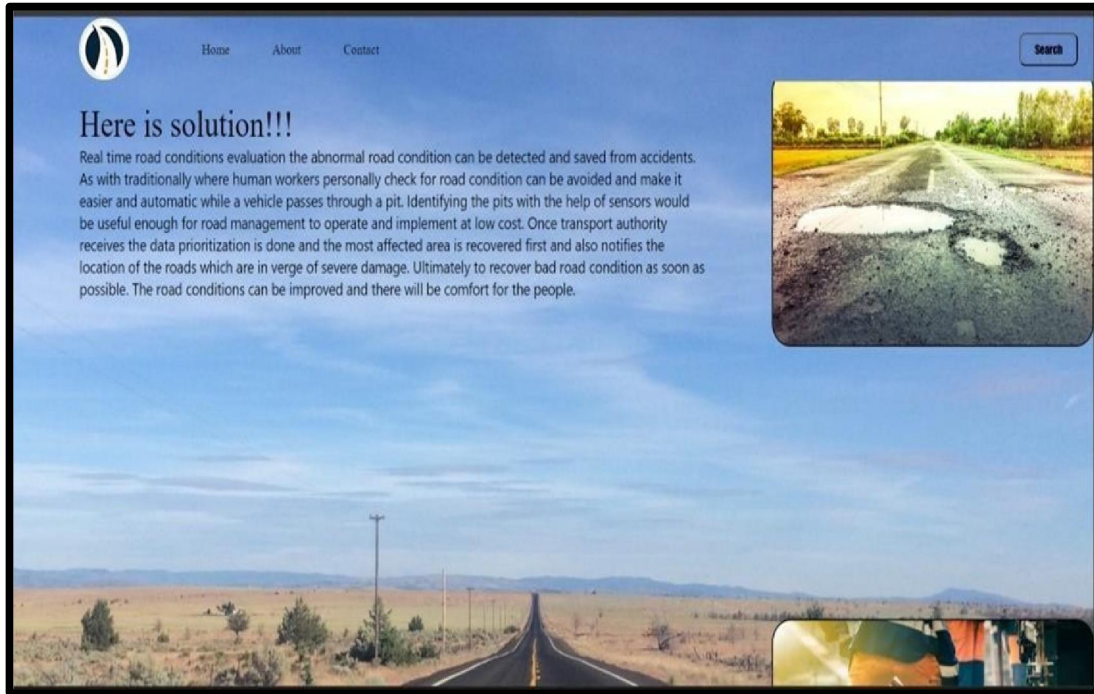 Home About Contact
Search
Here is solution!!!
Real time road conditions evaluation the abnormal road condition can be detected and saved from accidents.
As with traditionally where human workers personally check for road condition can be avoided and make it
easier and automatic while a vehicle passes through a pit. Identifying the pits with the help of sensors would
be useful enough for road management to operate and implement at low cost. Once transport authority
receives the data prioritization is done and the most affected area is recovered first and also notifies the
location of the roads which are in verge of severe damage. Ultimately to recover bad road condition as soon as
possible. The road conditions can be improved and there will be comfort for the people.